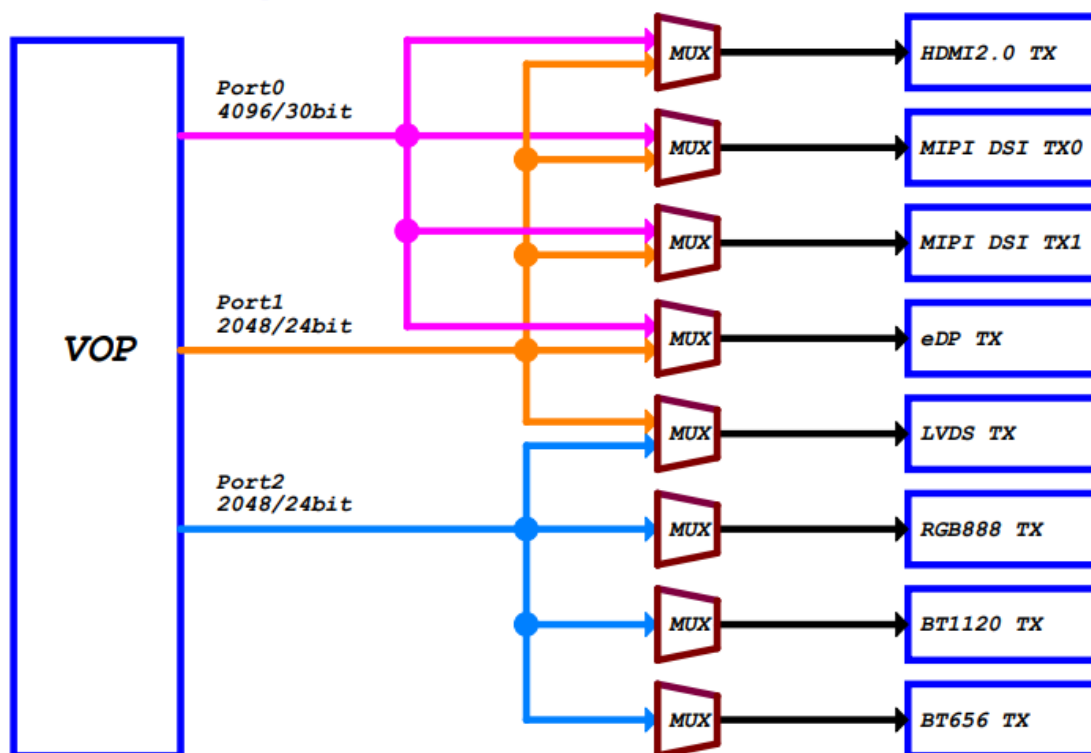 MUX
HDMI2.0 TX
Port0
4096/30bit
MUX
MIPI DSI TX0
MUX
MIPI DSI TX1
Port1
2048/24bit
VOP
MUX
eDP TX
MUX
LVDS TX
Port2
2048/24bit
MUX
RGB888 TX
MUX
BT1120 TX
MUX
BT656 TX